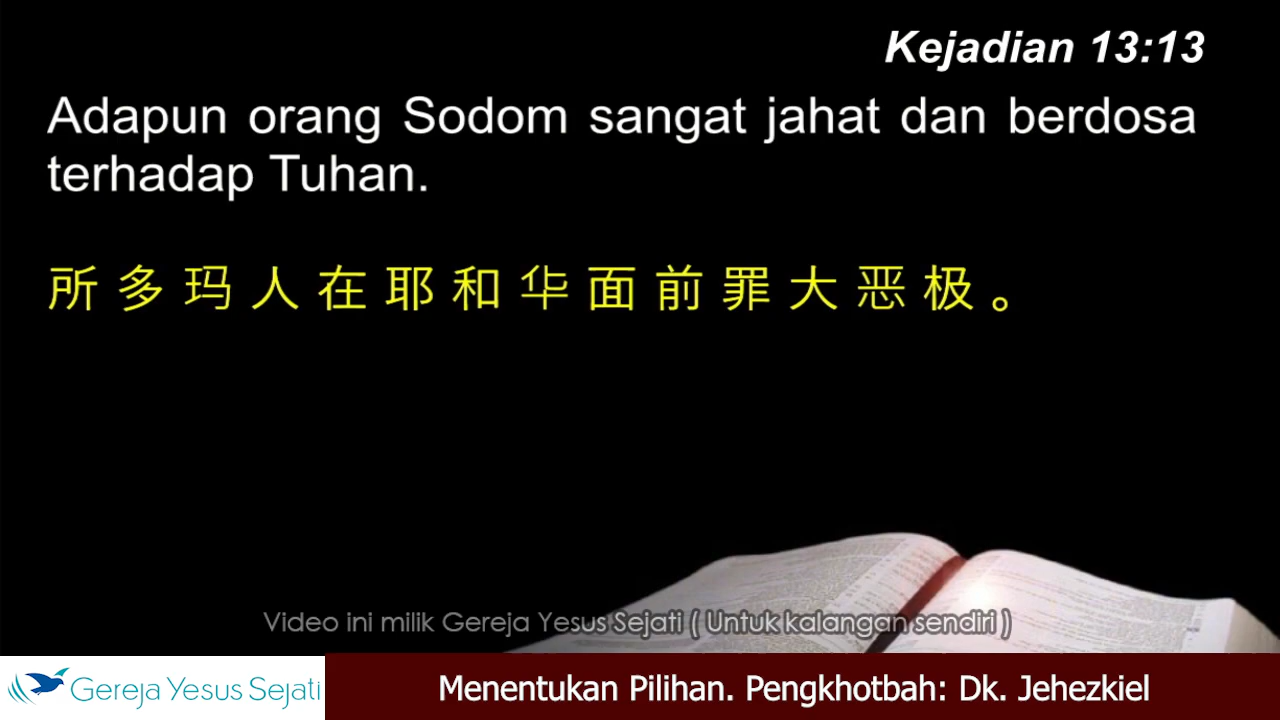 Kejadian 13:13
Adapun orang Sodom sangat jahat dan berdosa
terhadap Tuhan.
所多玛人在耶和华面前罪大恶极。
Video ini milik Gereja Yesus Sejati ( Untuk kalangan sendiri )
Gereja Yesus Sejati
Menentukan Pilihan. Pengkhotbah: Dk. Jehezkiel